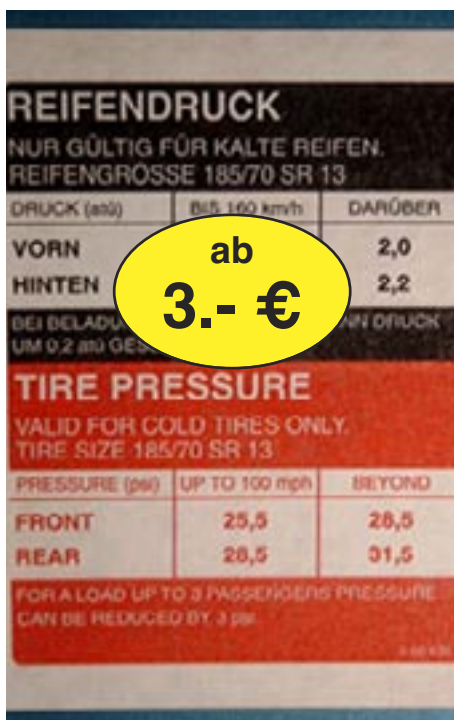 REIFENDRUCK
NUR GÜLTIG FÜR KALTE REIFEN.
REIFENGRÖSSE 185/70 SR 13
DRUCK (atü) BIS 160 km/h DARÜBER
VORN 2,0
HINTEN 2,2
ab
3.- €
BEI DRUCK
UM 0,2 atü
TIRE PRESSURE
VALID FOR COLD TIRES ONLY.
TIRE SIZE 185/70 SR 13
PRESSURE (psi) UP TO 100 mph BEYOND
FRONT 25,5 28,5
REAR 28,5 31,5
FOR A LOAD UP TO 3 PASSENGERS PRESSURE
CAN BE REDUCED BY 3 psi.